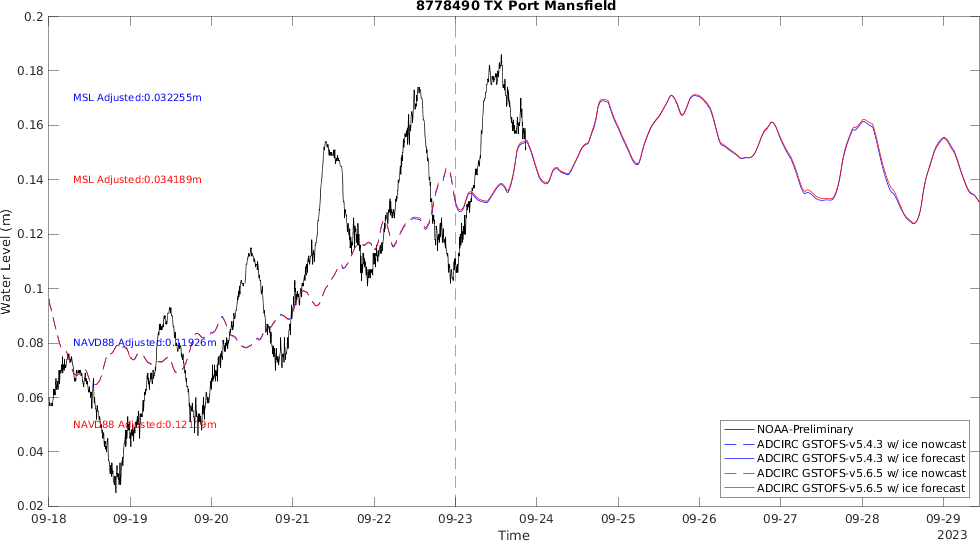 8778490 TX Port Mansfield
0.2
0.18
MSL Adjusted:0.032255m
0.16
0.14
MSL Adjusted:0.034189m
0.12
Water Level (m)
0.1
0.08
NAVD88 Adjusted:0.11926m
0.06
NAVD88 Adjusted:
0.04
0.02
NOAA-Preliminary
ADCIRC GSTOFS-v5.4.3 w/ ice nowcast
ADCIRC GSTOFS-v5.4.3 w/ ice forecast
ADCIRC GSTOFS-v5.6.5 w/ ice nowcast
ADCIRC GSTOFS-v5.6.5 w/ ice forecast
09-18 09-19 09-20 09-21 09-22 09-23 09-24 09-25 09-26 09-27 09-28 09-29
Time
2023